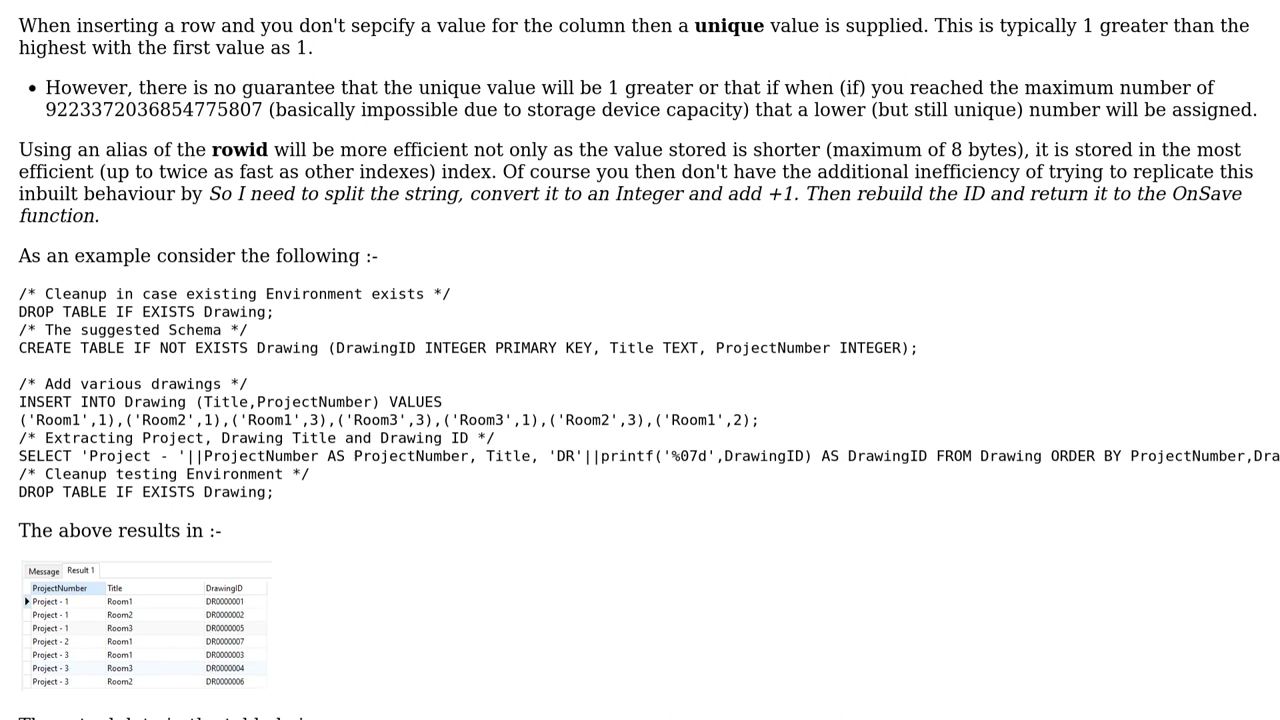 When inserting a row and you don't sepcify a value for the column then a unique value is supplied. This is typically 1 greater than the
highest with the first value as 1.
• However, there is no guarantee that the unique value will be 1 greater or that if when (if) you reached the maximum number of
9223372036854775807 (basically impossible due to storage device capacity) that a lower (but still unique) number will be assigned.
Using an alias of the rowid will be more efficient not only as the value stored is shorter (maximum of 8 bytes), it is stored in the most
efficient (up to twice as fast as other indexes) index. Of course you then don't have the additional inefficiency of trying to replicate this
inbuilt behaviour by So I need to split the string, convert it to an Integer and add +1. Then rebuild the ID and return it to the OnSave
function.
As an example consider the following :-
/* Cleanup in case existing Environment exists */
DROP TABLE IF EXISTS Drawing;
/* The suggested Schema */
CREATE TABLE IF NOT EXISTS Drawing (DrawingID INTEGER PRIMARY KEY, Title TEXT, ProjectNumber INTEGER);
/* Add various drawings */
INSERT INTO Drawing (Title,ProjectNumber) VALUES
('Room1',1),('Room2',1),('Room1',3),('Room3',3),('Room3',1),('Room2',3),('Room1',2);
/* Extracting Project, Drawing Title and Drawing ID */
SELECT 'Project - '||ProjectNumber AS ProjectNumber, Title, 'DR'||printf('%07d',DrawingID) AS DrawingID FROM Drawing ORDER BY ProjectNumber,Dra
/* Cleanup testing Environment */
DROP TABLE IF EXISTS Drawing;
The above results in :-
Message Result 1
ProjectNumber Title DrawingID
Project - 1 Room1 DR0000001
Project - 1 Room2 DR0000002
Project - 1 Room3 DR0000005
Project - 2 Room1 DR0000007
Project - 3 Room1 DR0000003
Project - 3 Room3 DR0000004
Project - 3 Room2 DR0000006